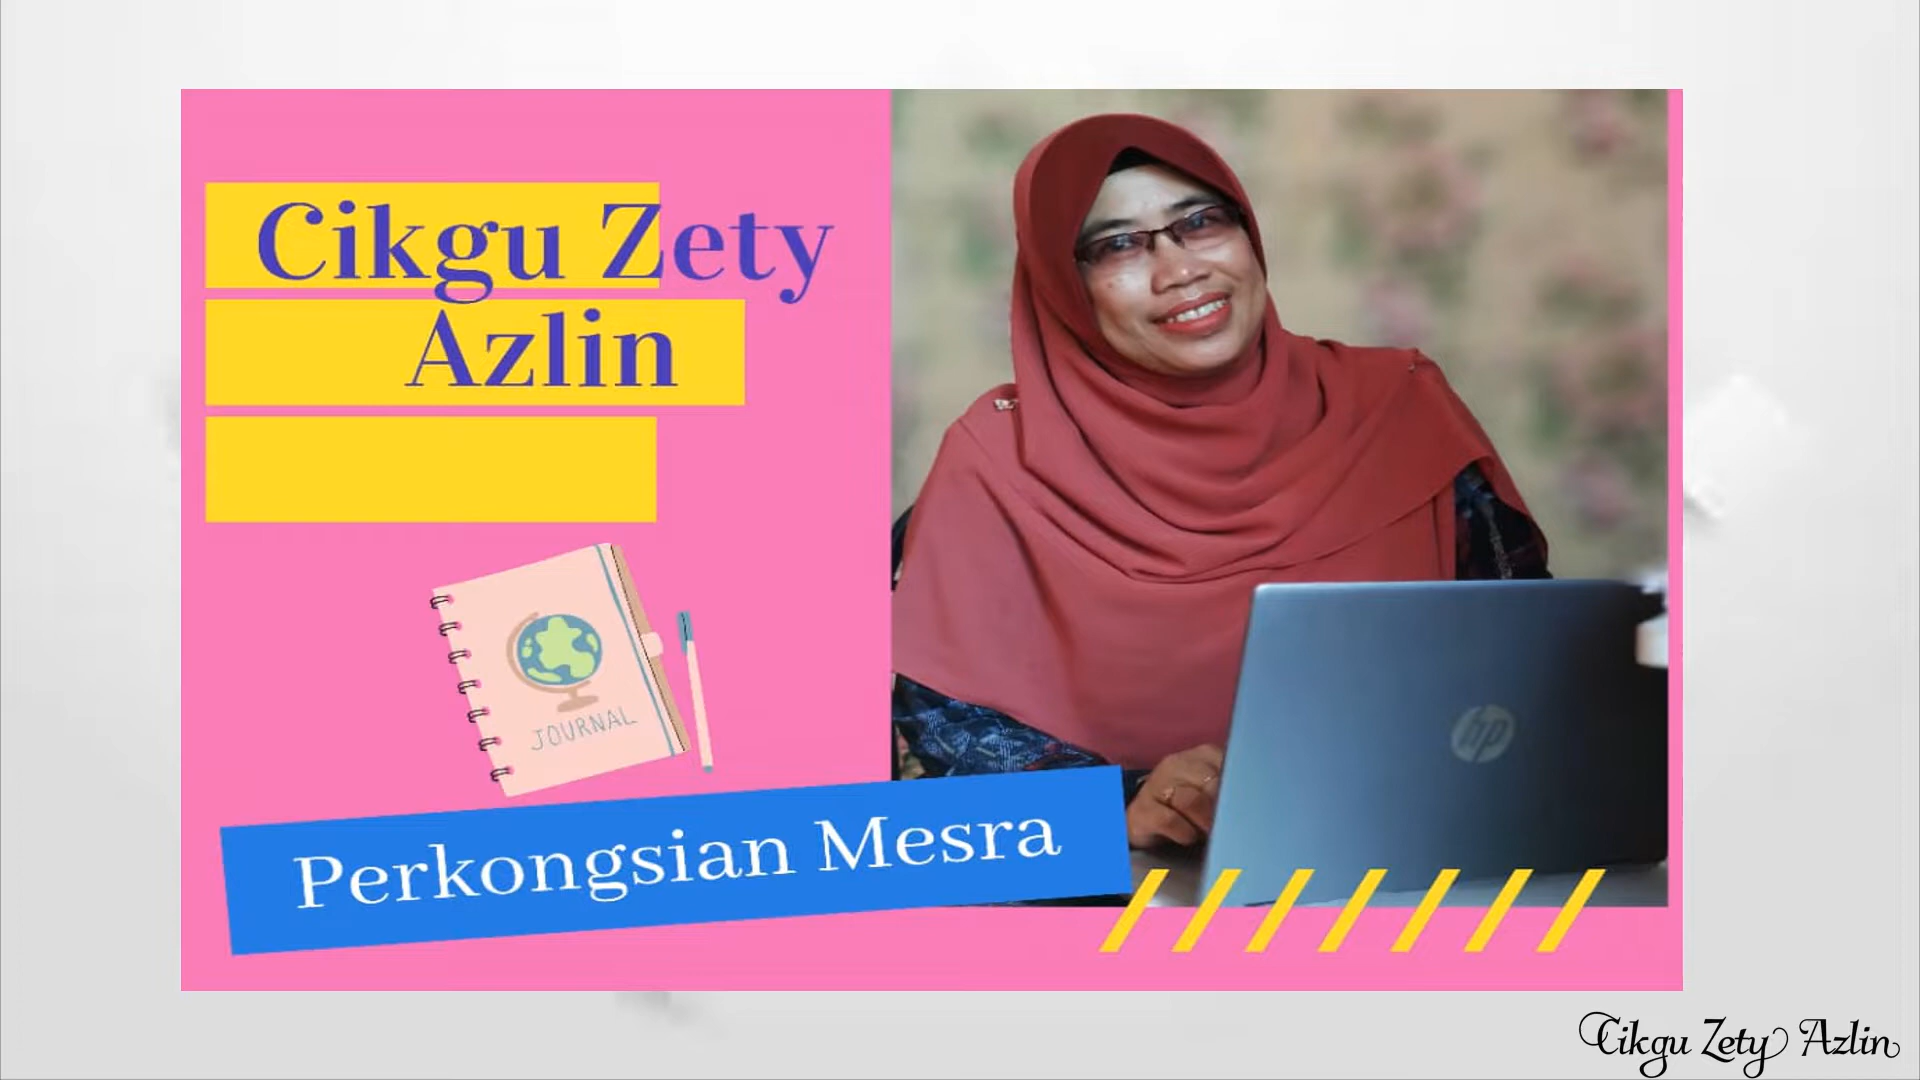 Cikgu Zety
Azlin
JOURNAL
Perkongsian Mesra
hp
Cikgu Zety Azlin